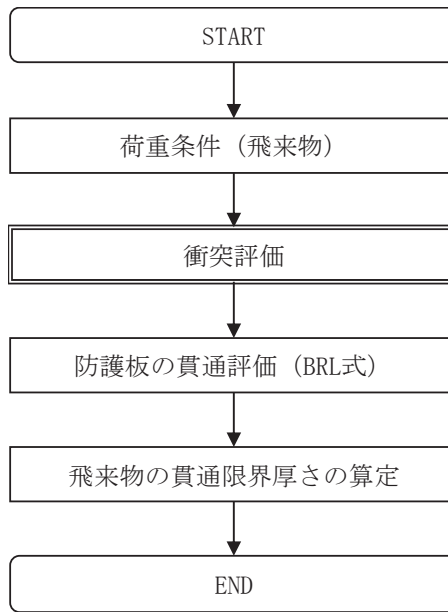 START
荷重条件（飛来物）
衝突評価
防護板の貫通評価（BRL式）
飛来物の貫通限界厚さの算定
END